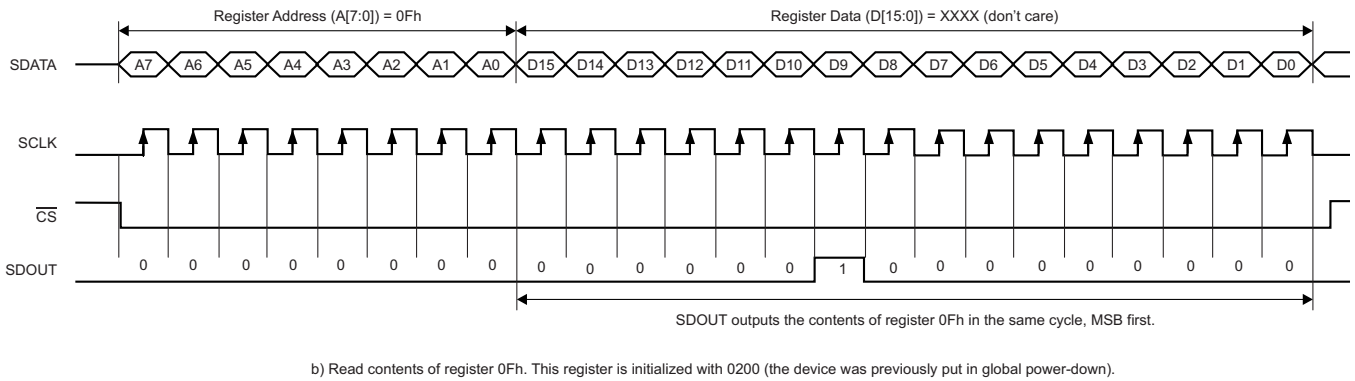 Register Address (A[7:0]) = 0Fh Register Data (D[15:0]) = XXXX (don’t care)
SDATA A7 A6 A5 A4 A3 A2 A1 A0 D15 D14 D13 D12 D11 D10 D9 D8 D7 D6 D5 D4 D3 D2 D1 D0
SCLK
CS
SDOUT 0 0 0 0 0 0 0 0 0 0 0 0 0 0 1 0 0 0 0 0 0 0 0 0
SDOUT outputs the contents of register 0Fh in the same cycle, MSB first.
b) Read contents of register 0Fh. This register is initialized with 0200 (the device was previously put in global power-down).